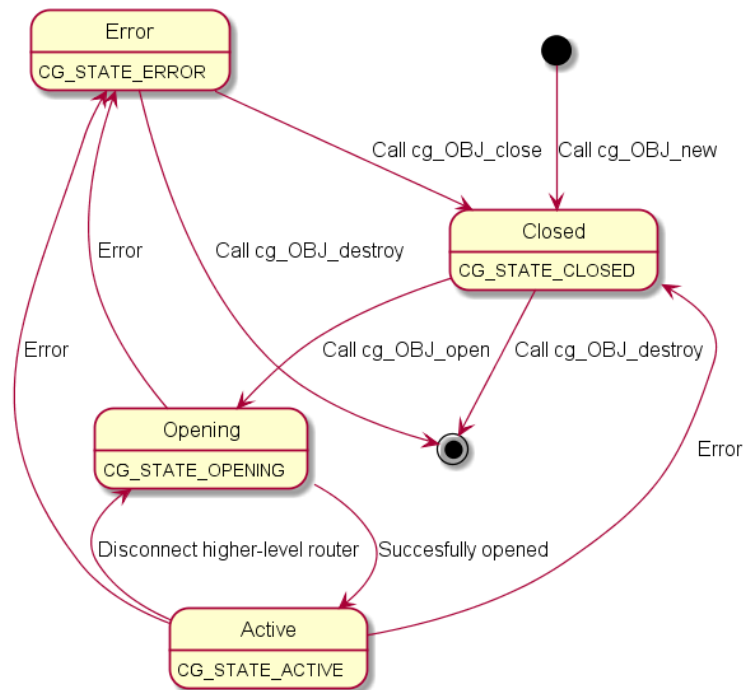 Error
CG_STATE_ERROR
Call cg_OBJ_close
Call cg_OBJ_new
Closed
CG_STATE_CLOSED
Error
Call cg_OBJ_destroy
Error
Call cg_OBJ_open
Call cg_OBJ_destroy
Opening
CG_STATE_OPENING
Error
Disconnect higher-level router
Succesfully opened
Active
CG_STATE_ACTIVE